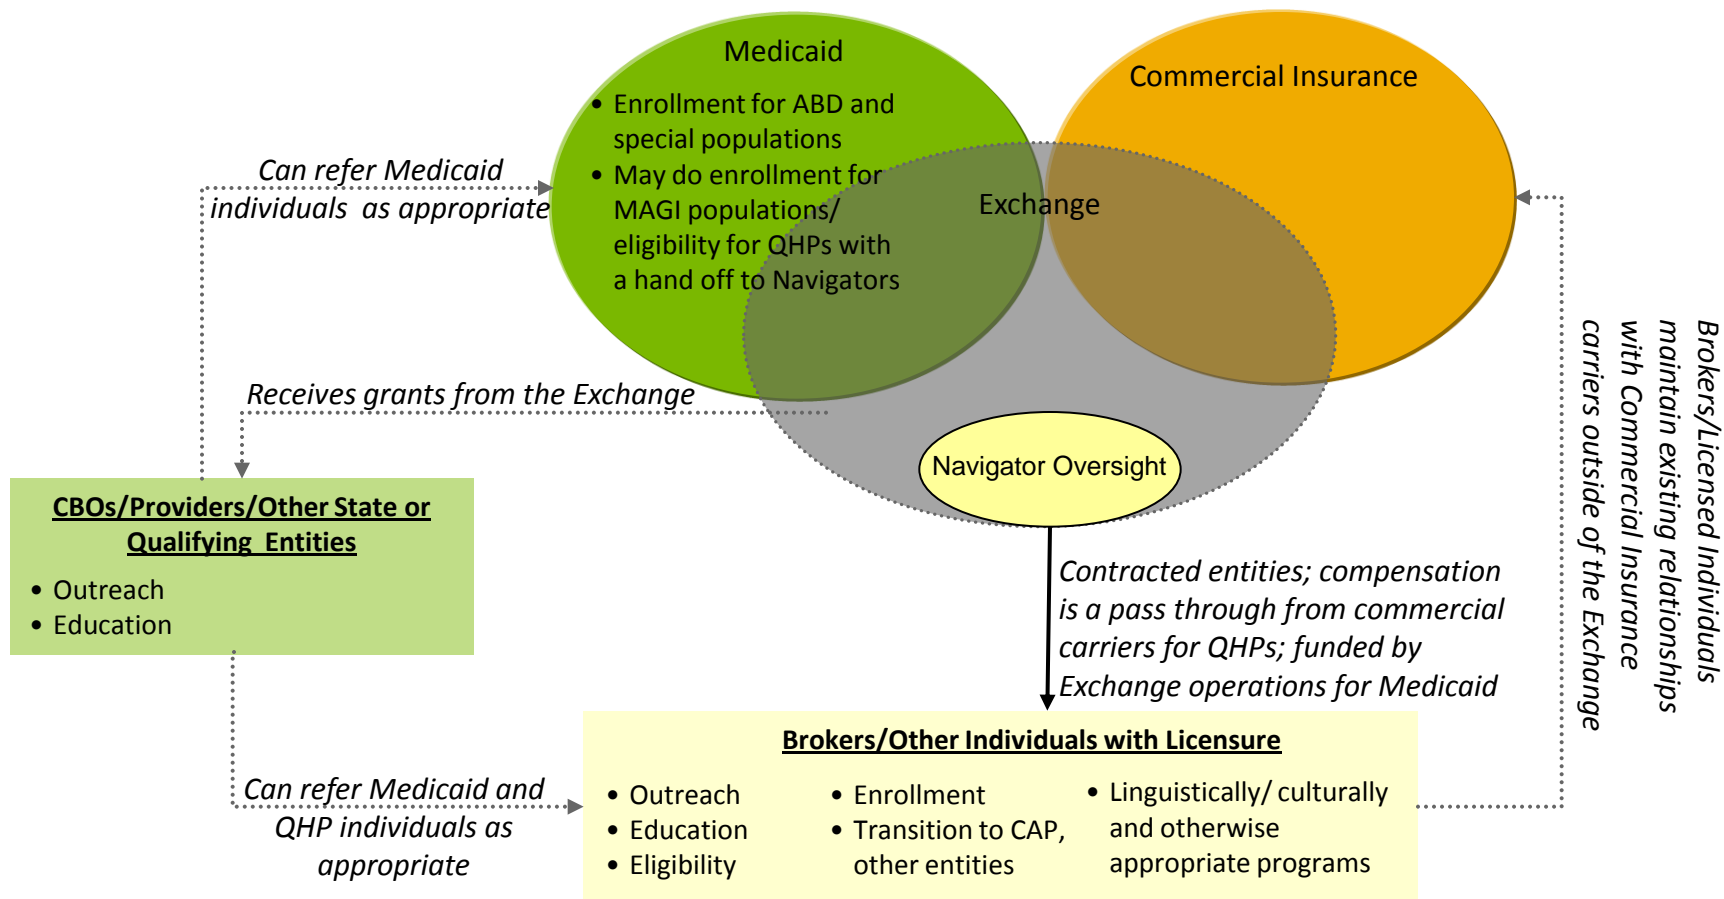 Medicaid
• Enrollment for ABD and
special populations
• May do enrollment for
MAGI populations/
eligibility for QHPs with
a hand off to Navigators
Commercial Insurance
Exchange
Can refer Medicaid
individuals as appropriate
Receives grants from the Exchange
Navigator Oversight
CBOs/Providers/Other State or
Qualifying Entities
• Outreach
• Education
Contracted entities; compensation
is a pass through from commercial
carriers for QHPs; funded by
Exchange operations for Medicaid
Brokers/Licensed Individuals
maintain existing relationships
with Commercial Insurance
carriers outside of the Exchange
Can refer Medicaid and
QHP individuals as
appropriate
Brokers/Other Individuals with Licensure
• Outreach
• Education
• Eligibility
• Enrollment
• Transition to CAP,
other entities
• Linguistically/ culturally
and otherwise
appropriate programs